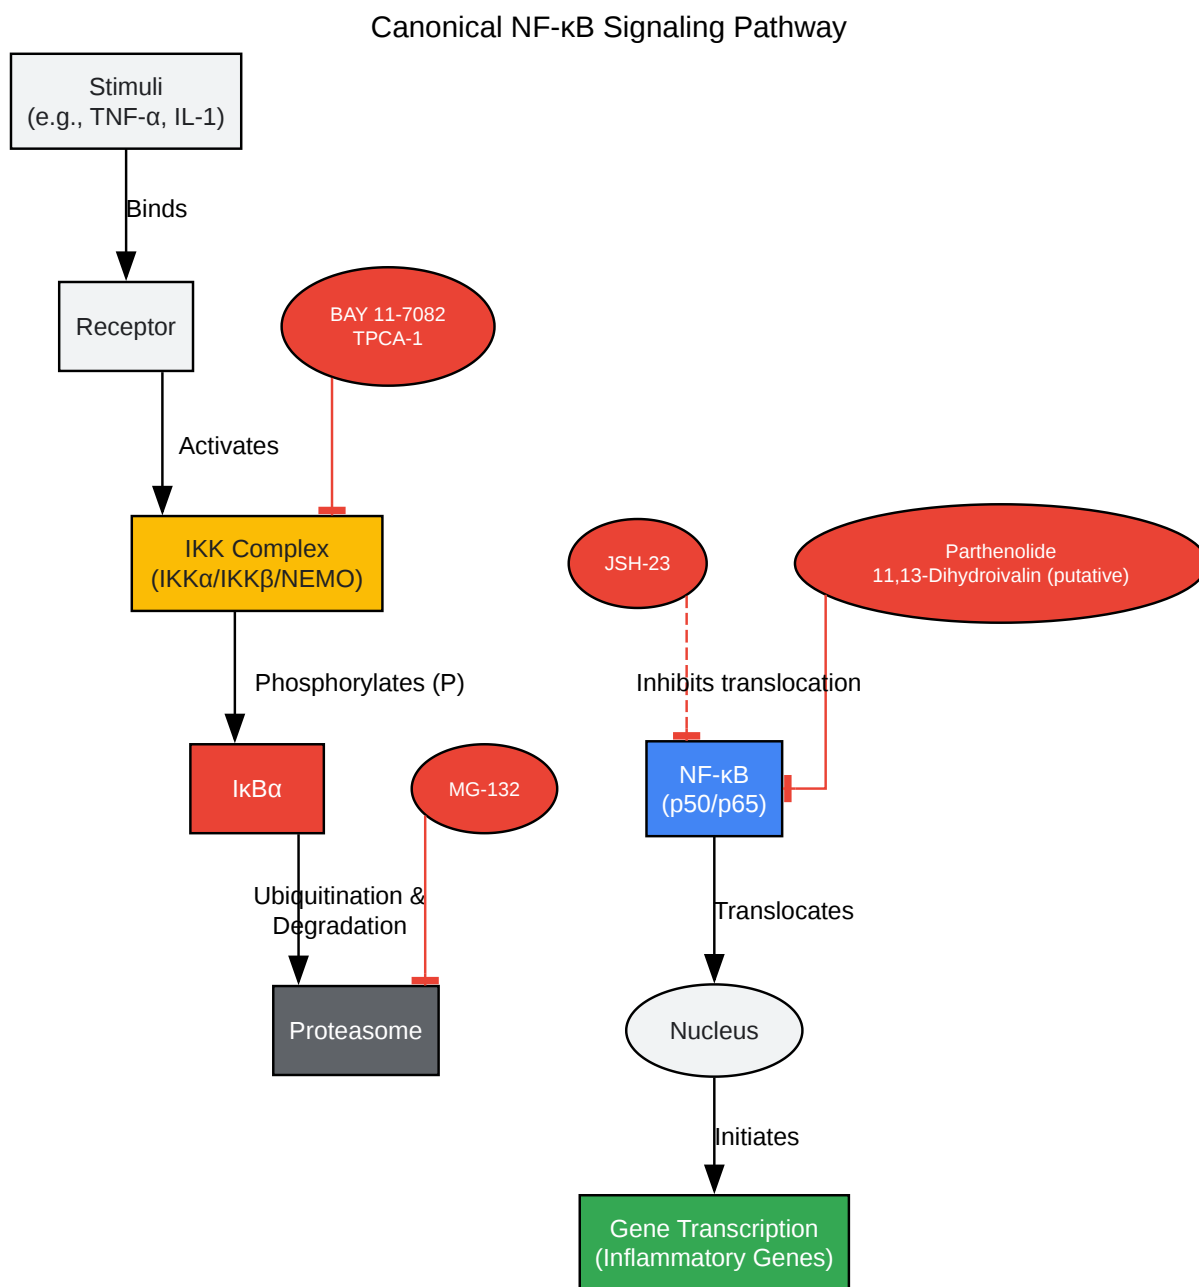 Canonical NF-κB Signaling Pathway
Stimuli
(e.g., TNF-α, IL-1)
Binds
Receptor
BAY 11-7082
TPCA-1
Activates
IKK Complex
(IKKα/IKKβ/NEMO)
JSH-23
Parthenolide
11,13-Dihydroivalin (putative)
Phosphorylates (P)
Inhibits translocation
IκBα
MG-132
NF-κB
(p50/p65)
Ubiquitination &
Degradation
Translocates
Proteasome
Nucleus
Initiates
Gene Transcription
(Inflammatory Genes)